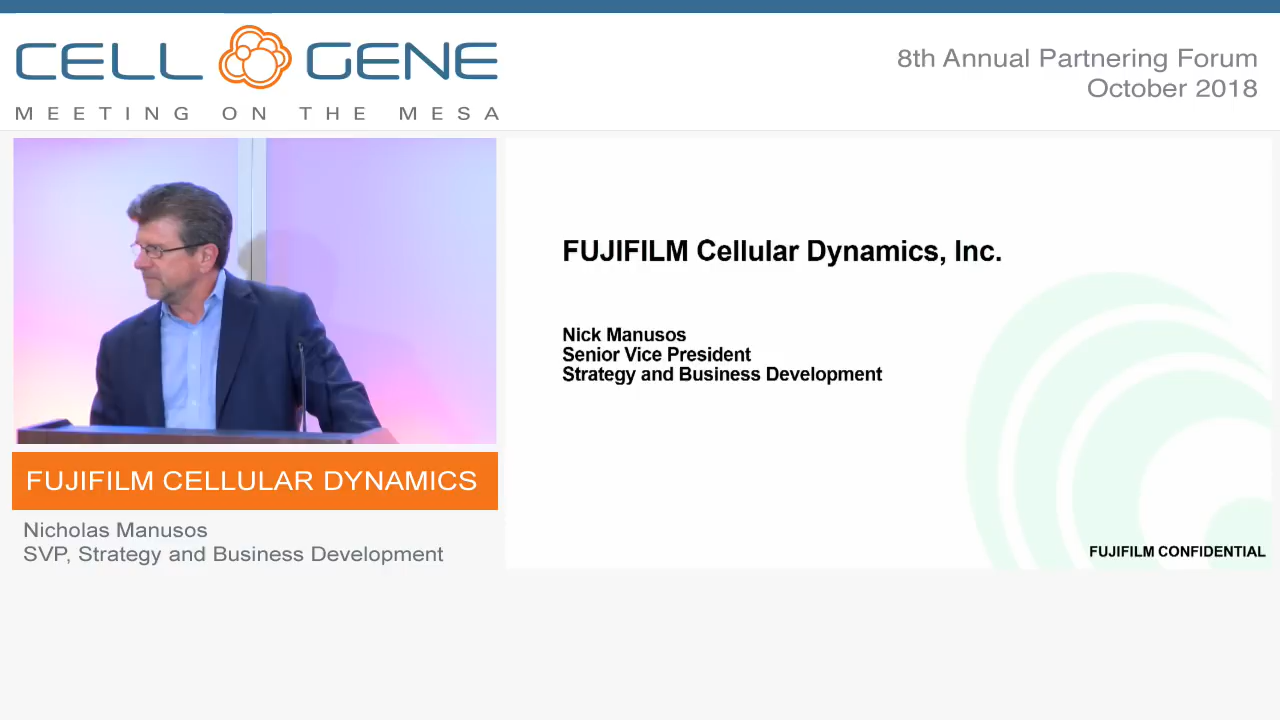 CELL GENE
MEETING ON THE MESA
8th Annual Partnering Forum
October 2018
FUJIFILM Cellular Dynamics, Inc.
Nick Manusos
Senior Vice President
Strategy and Business Development
FUJIFILM CONFIDENTIAL
FUJIFILM CELLULAR DYNAMICS
Nicholas Manusos
SVP, Strategy and Business Development